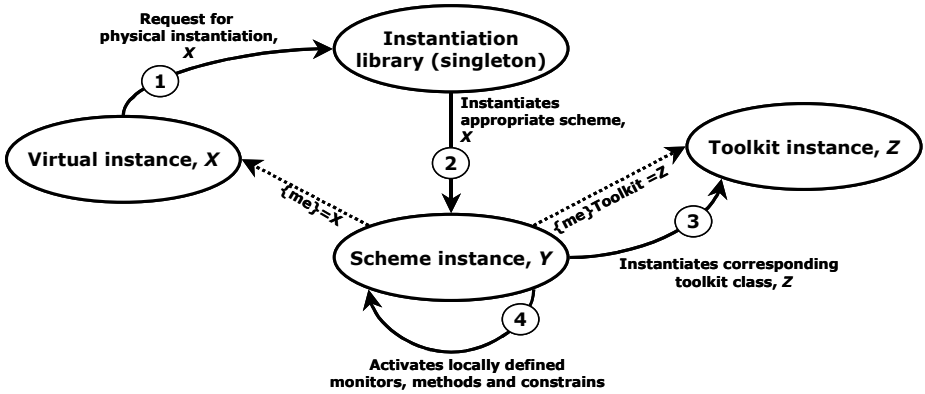 Request for
physical instantiation,
X
1
Instantiation
library (singleton)
Instantiates
appropriate scheme,
X
2
Virtual instance, X
Toolkit instance, Z
{me}=X
{me}Toolkit =Z
3
Scheme instance, Y
Instantiates corresponding
toolkit class, Z
4
Activates locally defined
monitors, methods and constrains